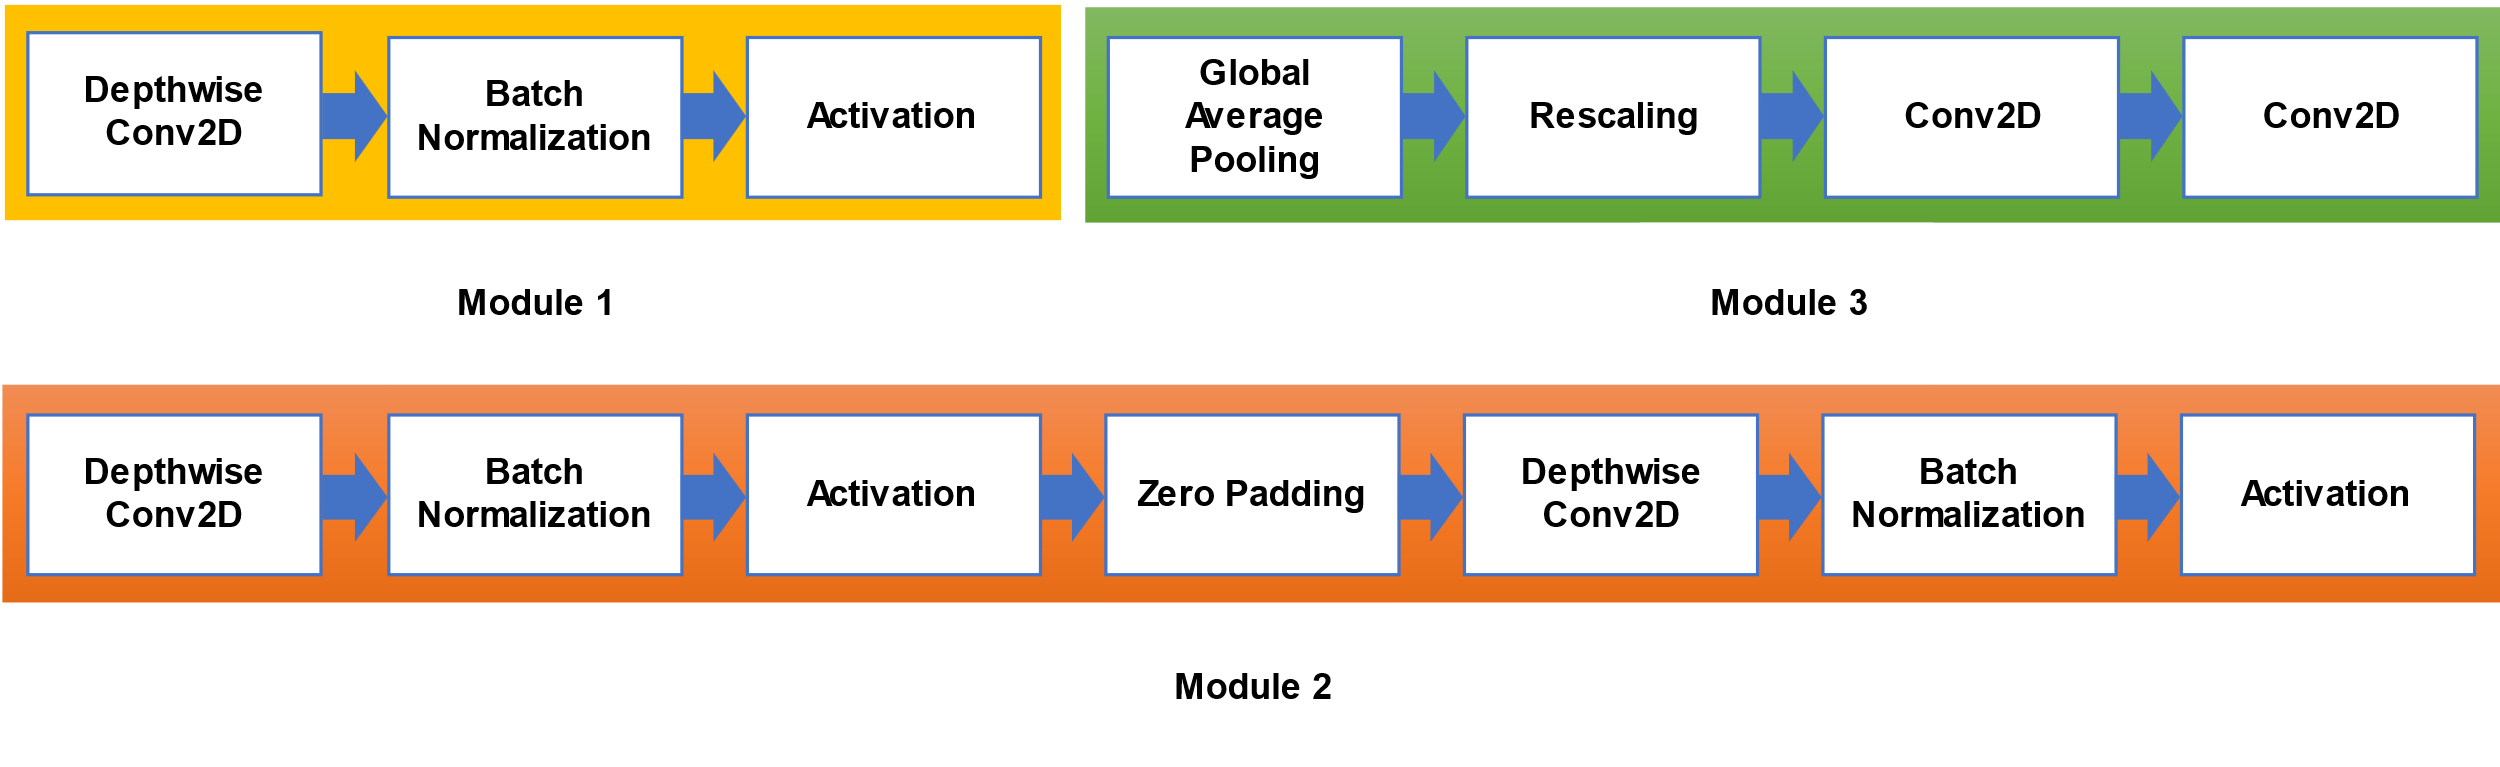 Depthwise
Conv2D
Batch
Normalization
Activation
Global
Average
Pooling
Rescaling
Conv2D
Conv2D
Module 1
Module 3
Depthwise
Conv2D
Batch
Normalization
Activation
Zero Padding
Depthwise
Conv2D
Batch
Normalization
Activation
Module 2